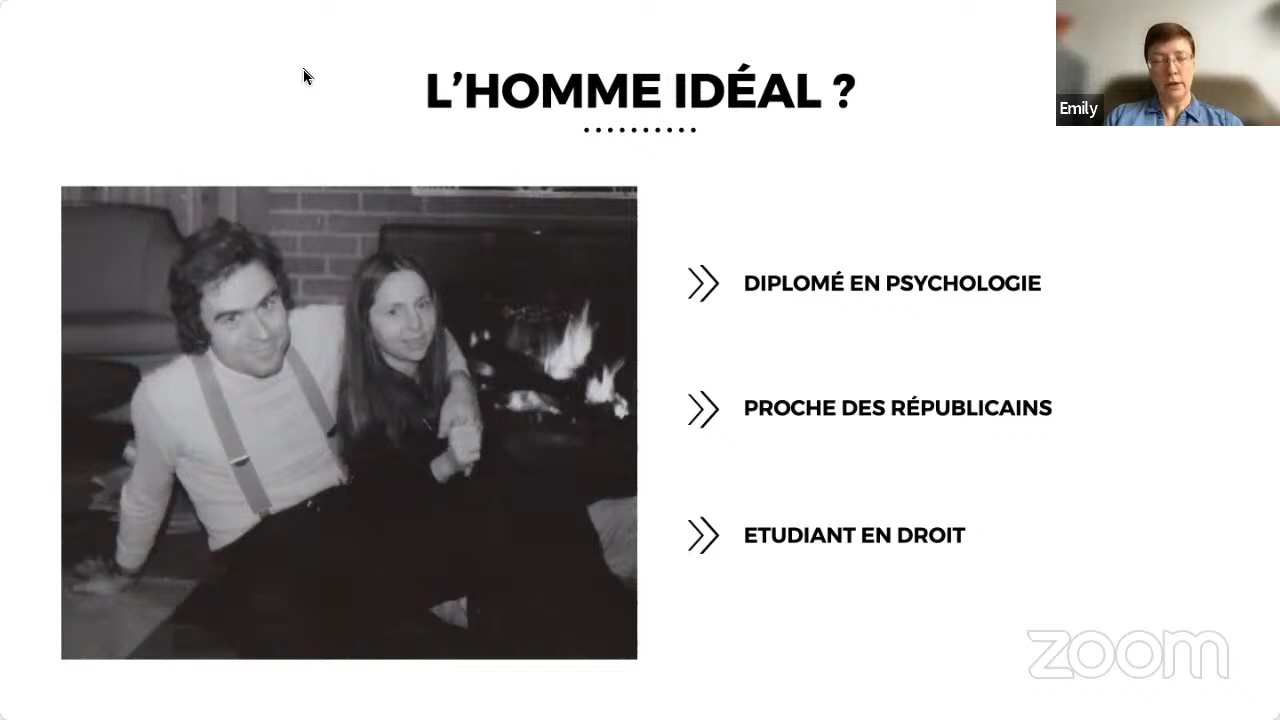 L'HOMME IDÉAL ?
Emily
DIPLOMÉ EN PSYCHOLOGIE
PROCHE DES RÉPUBLICAINS
ETUDIANT EN DROIT
zoom